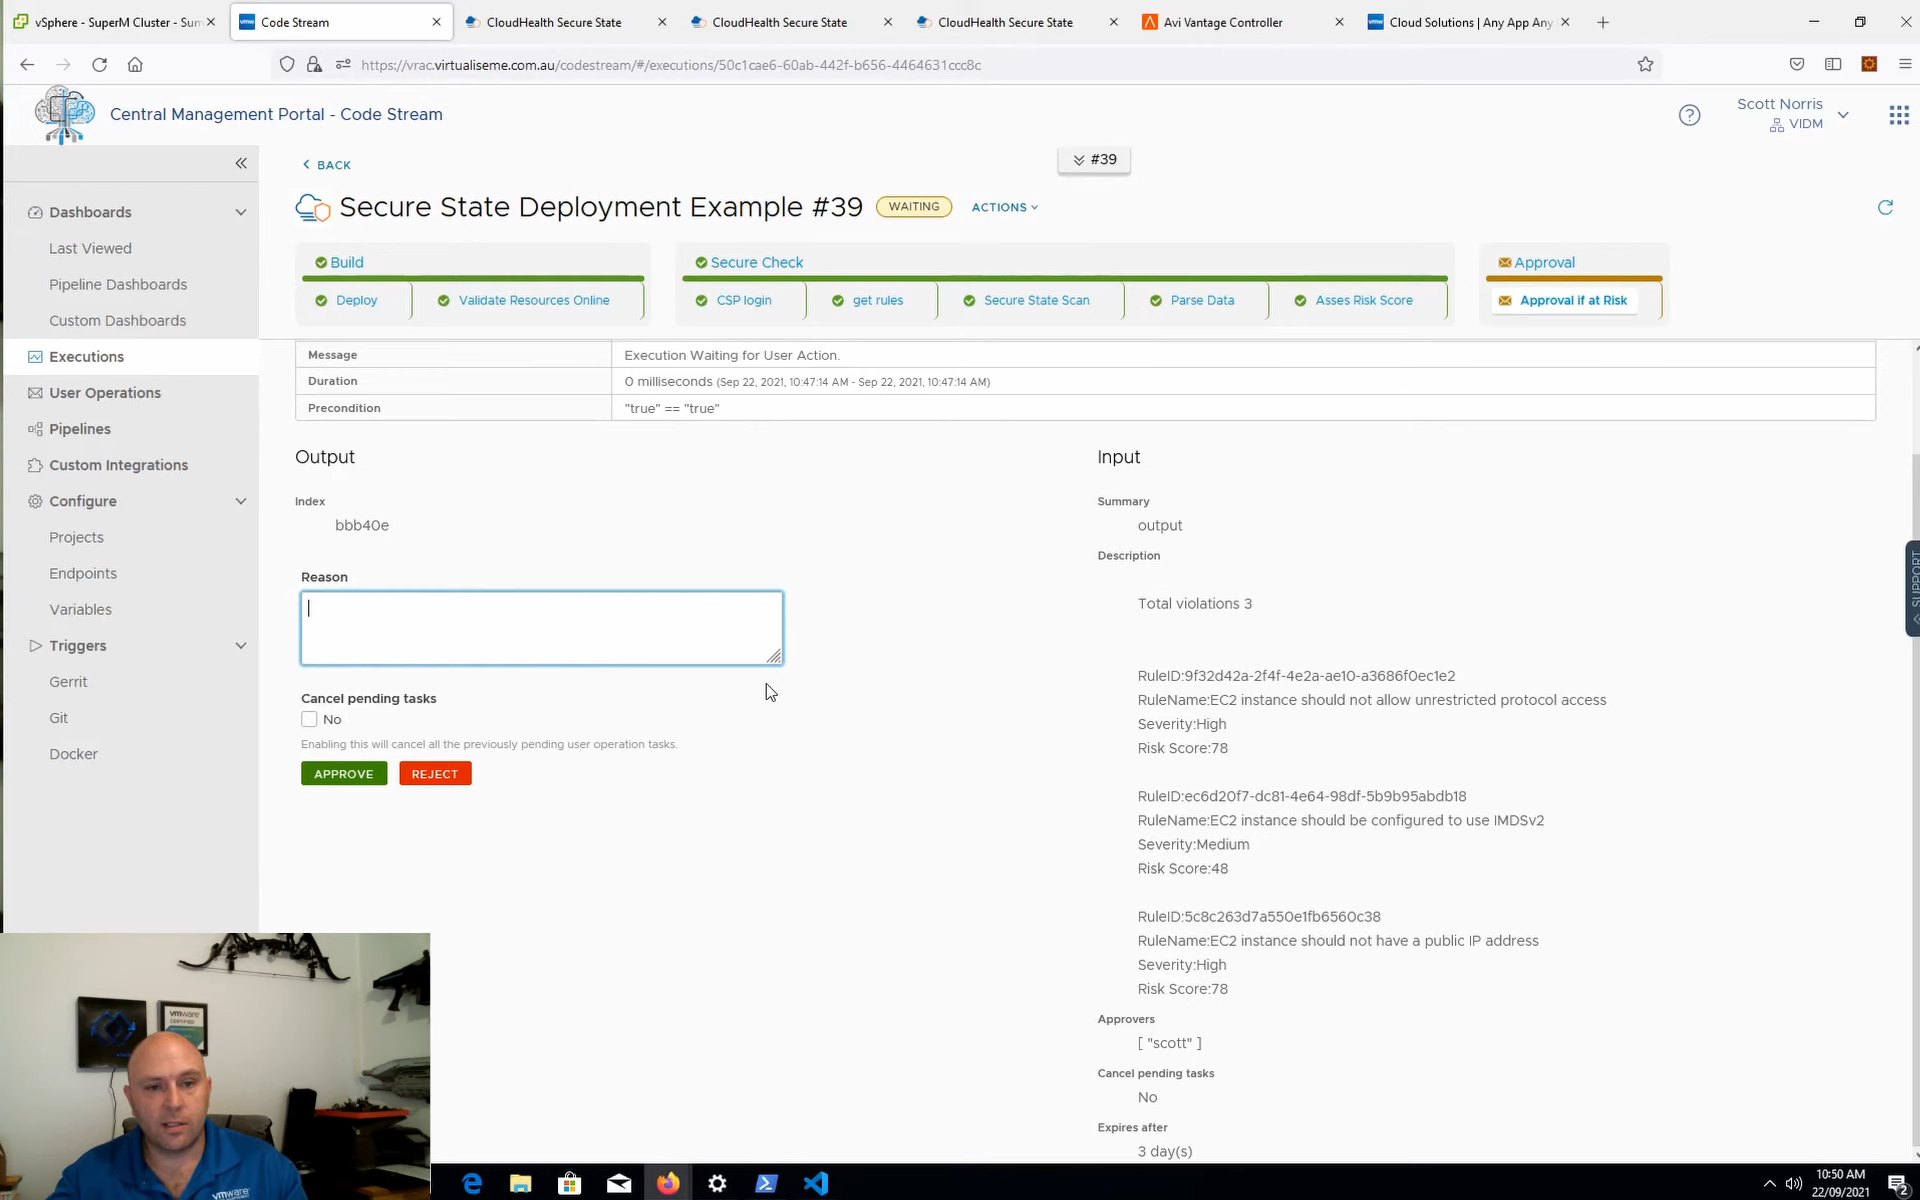 vSphere - SuperM Cluster - Sum
Code Stream
CloudHealth Secure State
CloudHealth Secure State
CloudHealth Secure State
Avi Vantage Controller
Cloud Solutions | Any App Any
https://vrac.virtualiseme.com.au/codestream/#/executions/50c1cae6-60ab-442f-b656-4464631ccc8c
Central Management Portal - Code Stream
Scott Norris
VIDM
BACK
#39
Secure State Deployment Example #39
WAITING
ACTIONS
Dashboards
Last Viewed
Pipeline Dashboards
Custom Dashboards
Executions
User Operations
Pipelines
Custom Integrations
Configure
Projects
Endpoints
Variables
Triggers
Gerrit
Git
Docker
Build
Deploy
Validate Resources Online
Secure Check
CSP login
get rules
Secure State Scan
Parse Data
Asses Risk Score
Approval
Approval if at Risk
Message
Execution Waiting for User Action.
Duration
0 milliseconds (Sep 22, 2021, 10:47:14 AM - Sep 22, 2021, 10:47:14 AM)
Precondition
"true" == "true"
Output
Index
bbb40e
Reason
Cancel pending tasks
No
Enabling this will cancel all the previously pending user operation tasks.
APPROVE
REJECT
Input
Summary
output
Description
Total violations 3
RuleID:9f32d42a-2f4f-4e2a-ae10-a3686f0ec1e2
RuleName:EC2 instance should not allow unrestricted protocol access
Severity:High
Risk Score:78
RuleID:ec6d20f7-dc81-4e64-98df-5b9b95abdb18
RuleName:EC2 instance should be configured to use IMDSv2
Severity:Medium
Risk Score:48
RuleID:5c8c263d7a550e1fb6560c38
RuleName:EC2 instance should not have a public IP address
Severity:High
Risk Score:78
Approvers
[ "scott" ]
Cancel pending tasks
No
Expires after
3 day(s)
SUPPORT
vmware
CERTIFIED
vmware
10:50 AM
22/09/2021
2